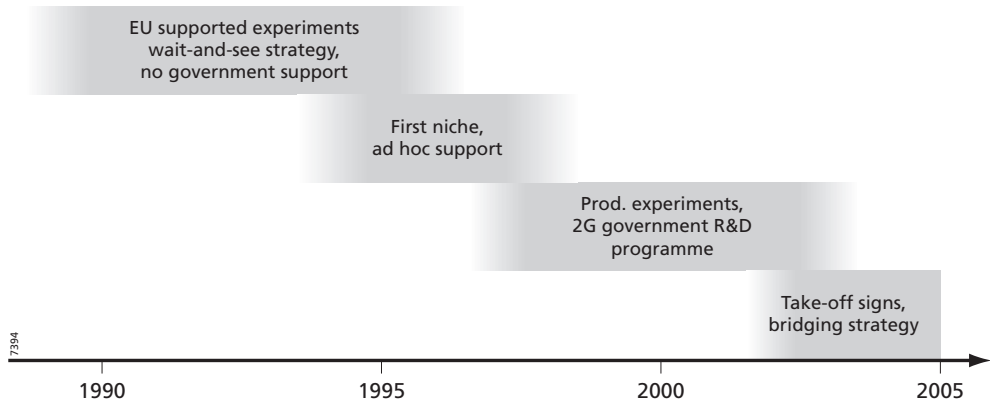 EU supported experiments
wait-and-see strategy,
no government support
First niche,
ad hoc support
Prod. experiments,
2G government R&D
programme
Take-off signs,
bridging strategy
7394
1990
1995
2000
2005